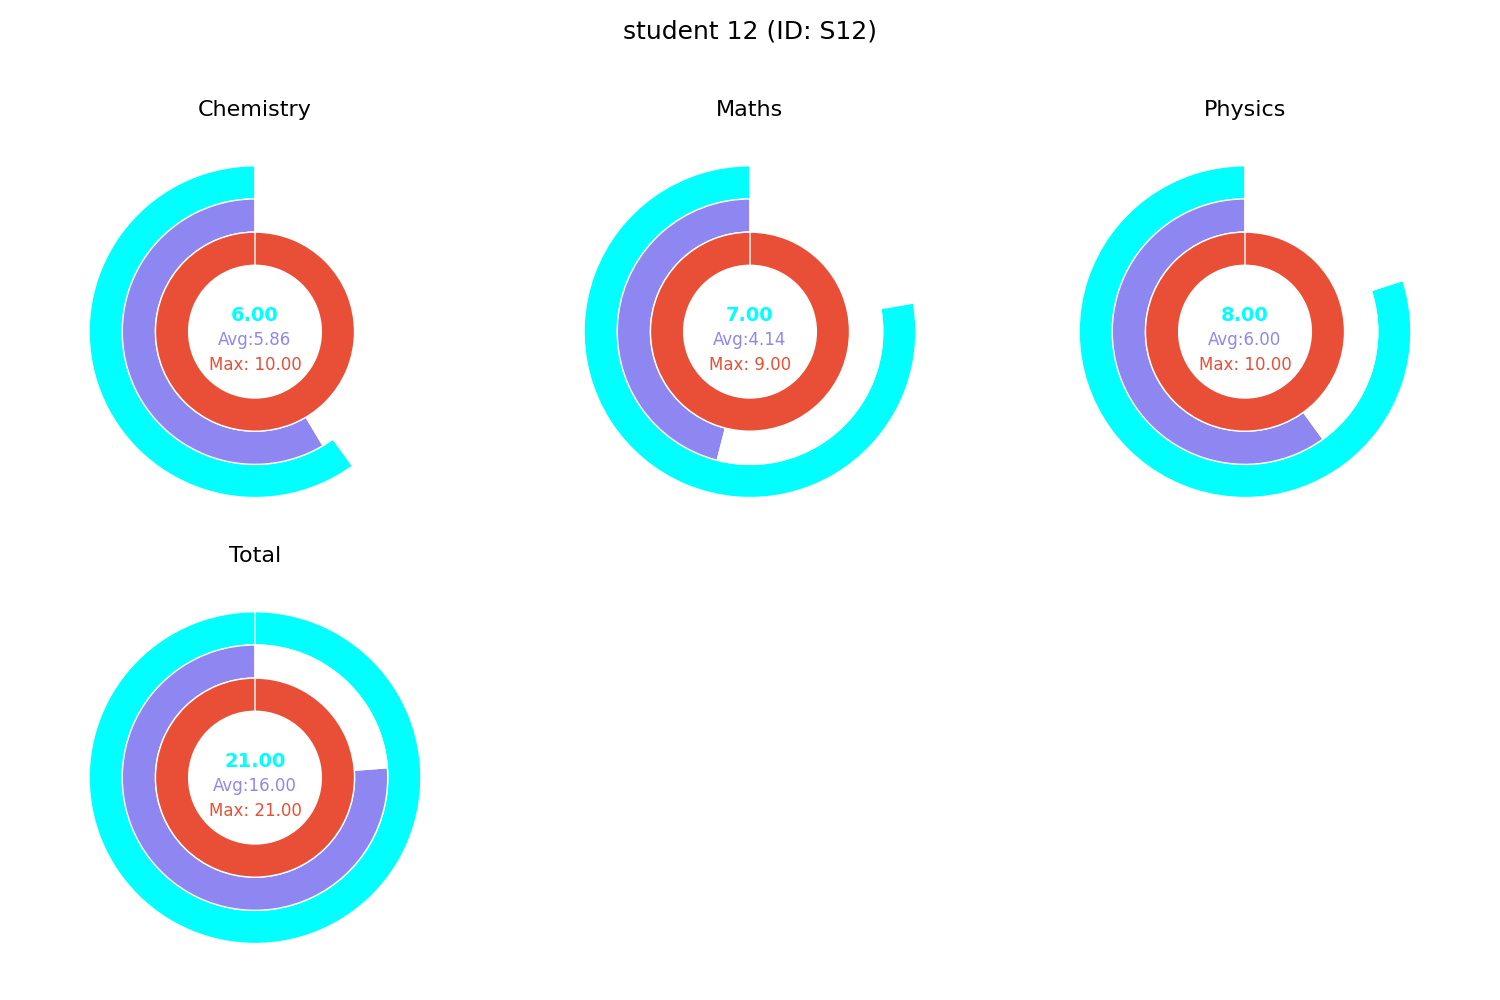 student 12 (ID: S12)
Chemistry
6.00
Avg:5.86
Max: 10.00
Maths
7.00
Avg:4.14
Max: 9.00
Physics
8.00
Avg:6.00
Max: 10.00
Total
21.00
Avg:16.00
Max: 21.00